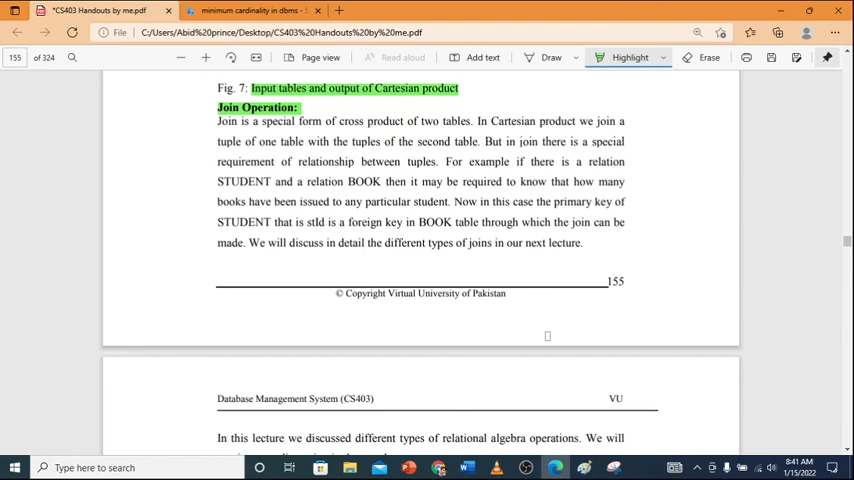 *CS403 Handouts by me.pdf
minimum cardinality in dbms - S
File
C:/Users/Abid%20prince/Desktop/CS403%20Handouts%20by%20me.pdf
155 of 324
Page view
Read aloud
Add text
Draw
Highlight
Erase
Fig. 7: Input tables and output of Cartesian product
Join Operation:
Join is a special form of cross product of two tables. In Cartesian product we join a
tuple of one table with the tuples of the second table. But in join there is a special
requirement of relationship between tuples. For example if there is a relation
STUDENT and a relation BOOK then it may be required to know that how many
books have been issued to any particular student. Now in this case the primary key of
STUDENT that is stId is a foreign key in BOOK table through which the join can be
made. We will discuss in detail the different types of joins in our next lecture.
155
© Copyright Virtual University of Pakistan
Database Management System (CS403)
VU
In this lecture we discussed different types of relational algebra operations. We will
Type here to search
8:41 AM
1/15/2022